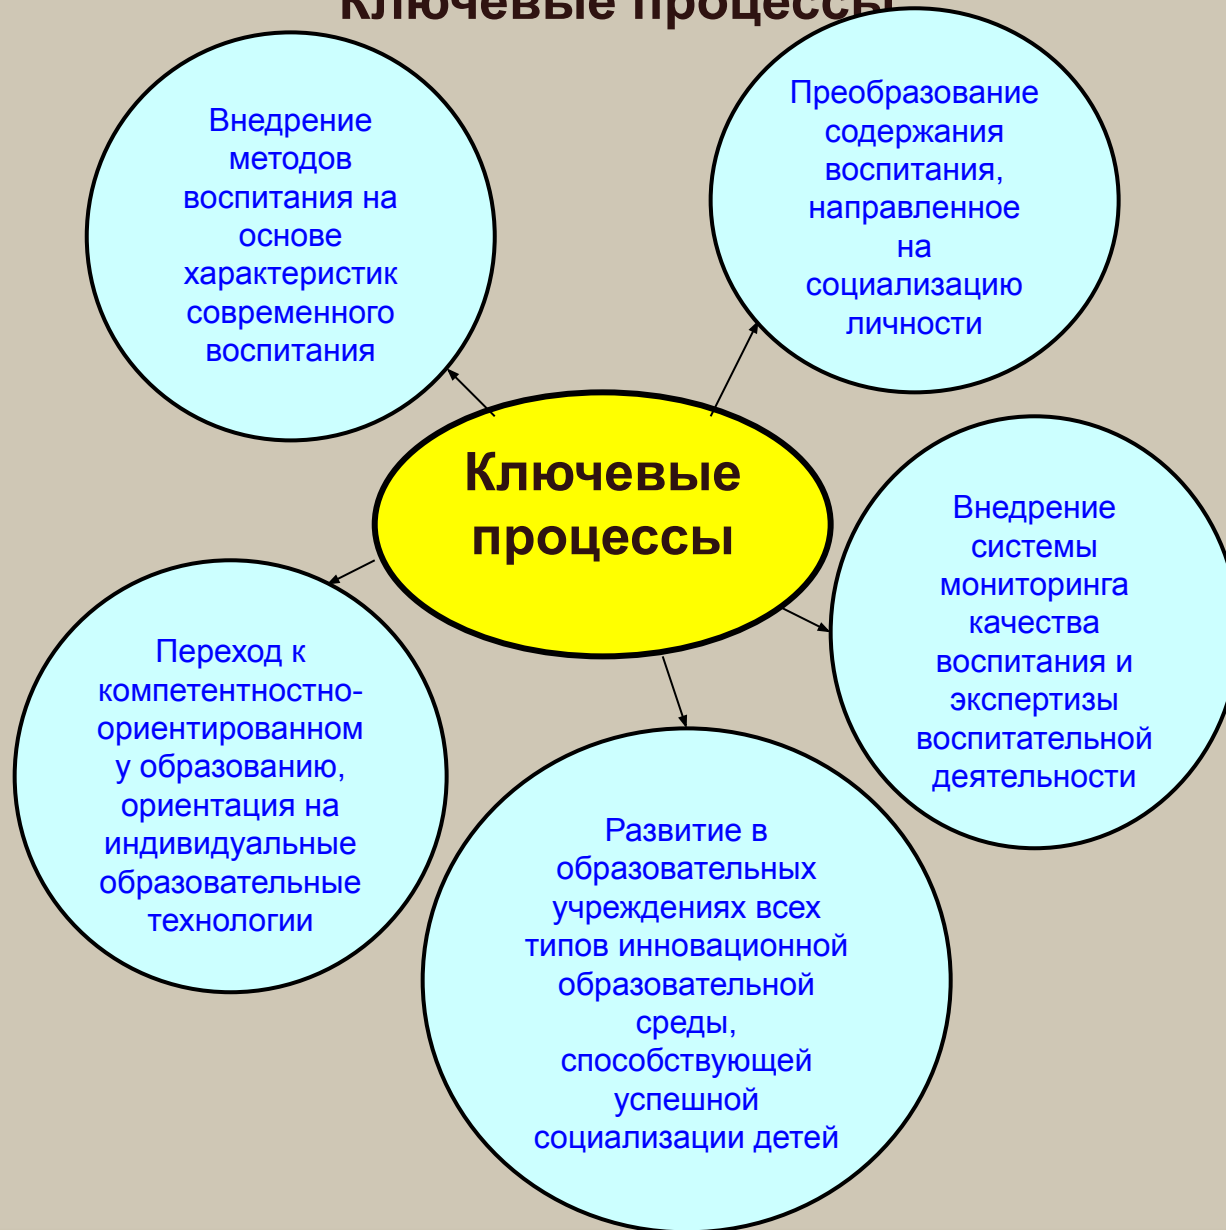 Ключевые процессы
Внедрение
методов
воспитания на
основе
характеристик
современного
воспитания
Преобразование
содержания
воспитания,
направленное
на
социализацию
личности
Ключевые
процессы
Внедрение
системы
мониторинга
качества
воспитания и
экспертизы
воспитательной
деятельности
Переход к
компетентностно-
ориентированном
у образованию,
ориентация на
индивидуальные
образовательные
технологии
Развитие в
образовательных
учреждениях всех
типов инновационной
образовательной
среды,
способствующей
успешной
социализации детей